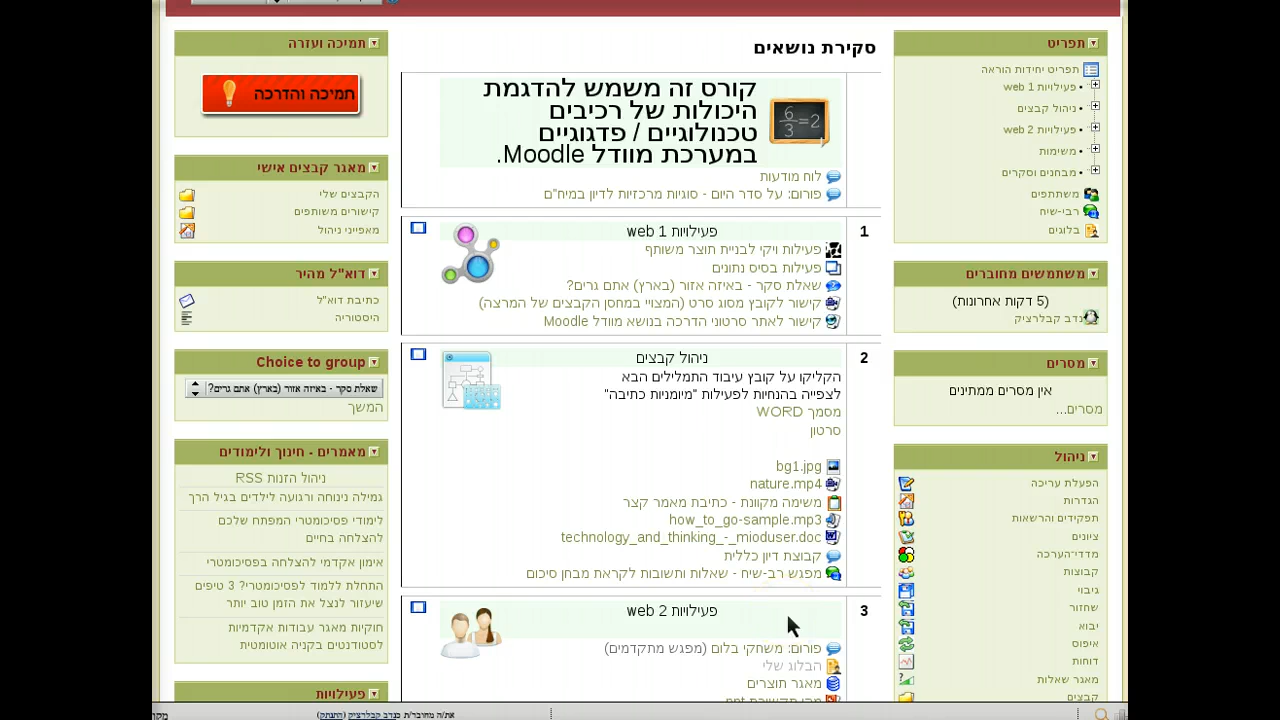 תפריט
תפריט יחידות הוראה
פעילויות web 1
ניהול קבצים
פעילויות web 2
משימות
מבחנים וסקרים
משתתפים
רבי-שיח
בלוגים
משתמשים מחוברים
(5 דקות אחרונות)
נדב קבלרציק
מסרים
אין מסרים ממתינים
מסרים...
ניהול
הפעלת עריכה
הגדרות
תפקידים והרשאות
ציונים
מדדי-הערכה
קבוצות
גיבוי
שחזור
יבוא
איפוס
דוחות
מאגר שאלות
קבצים
סקירת נושאים
קורס זה משמש להדגמת
היכולות של רכיבים
טכנולוגיים / פדגוגיים
במערכת מוודל Moodle.
6
3 =2
לוח מודעות
פורום: על סדר היום - סוגיות מרכזיות לדיון במיח"ם
1
פעילויות web 1
פעילות ויקי לבניית תוצר משותף
פעילות בסיס נתונים
שאלת סקר - באיזה אזור (בארץ) אתם גרים?
קישור לקובץ מסוג סרט (המצויי במחסן הקבצים של המרצה)
קישור לאתר סרטוני הדרכה בנושא מוודל Moodle
2
ניהול קבצים
הקליקו על קובץ עיבוד התמלילים הבא
לצפייה בהנחיות לפעילות "מיומניות כתיבה"
מסמך WORD
סרטון
bg1.jpg
nature.mp4
משימה מקוונת - כתיבת מאמר קצר
how_to_go-sample.mp3
technology_and_thinking_-_mioduser.doc
קבוצת דיון כללית
מפגש רב-שיח - שאלות ותשובות לקראת מבחן סיכום
3
פעילויות web 2
פורום: משחקי בלום (מפגש מתקדמים)
הבלוג שלי
מאגר תוצרים
תמיכה ועזרה
תמיכה והדרכה
מאגר קבצים אישי
הקבצים שלי
קישורים משותפים
מאפייני ניהול
דוא"ל מהיר
כתיבת דוא"ל
היסטוריה
Choice to group
שאלת סקר - באיזה אזור (בארץ) אתם גרים?
המשך
מאמרים - חינוך ולימודים
ניהול הזנות RSS
גמילה נינוחה ורגועה לילדים בגיל הרך
לימודי פסיכומטרי המפתח שלכם
להצלחה בחיים
אימון אקדמי להצלחה בפסיכומטרי
התחלת ללמוד לפסיכומטרי? 3 טיפים
שיעזור לנצל את הזמן טוב יותר
חוקיות מאגר עבודות אקדמיות
לסטודנטים בקניה אוטומטית
פעילויות
את/ה מחובר/ת כנדב קבלרציק (התנתק)